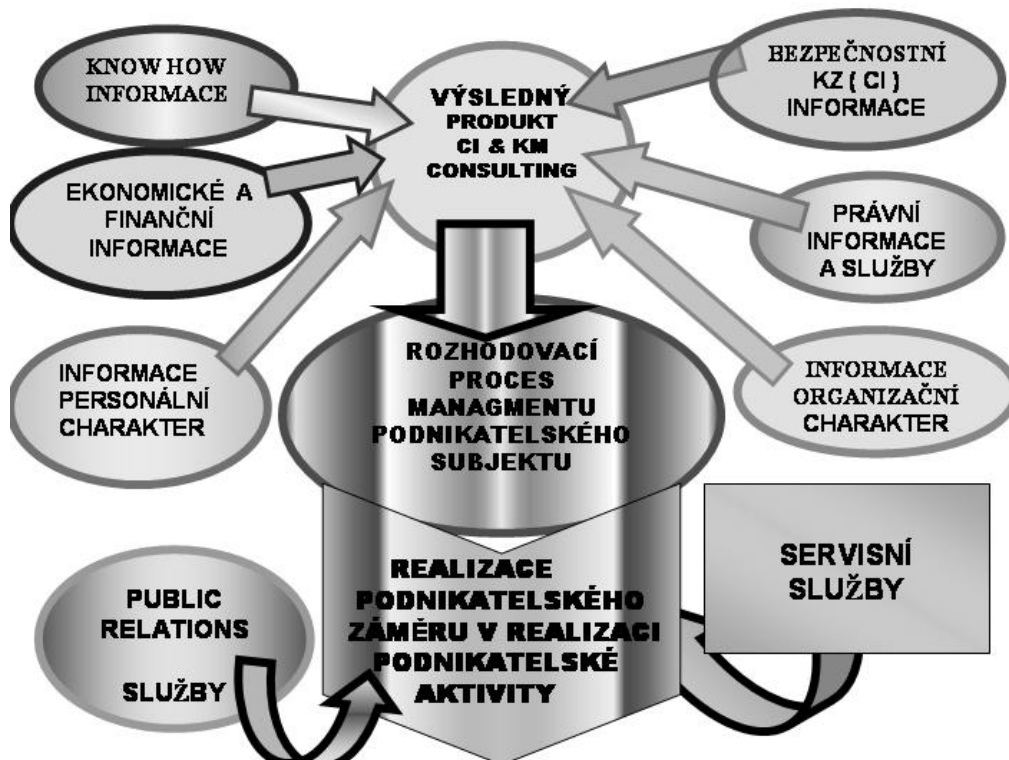 KNOW HOW
INFORMACE
VÝSLEDNÝ
PRODUKT
CI & KM
CONSULTING
BEZPEČNOSTNÍ
KZ ( CI )
INFORMACE
EKONOMICKÉ A
FINANČNÍ
INFORMACE
PRÁVNÍ
INFORMACE
A SLUŽBY
INFORMACE
PERSONÁLNÍ
CHARAKTER
ROZHODOVACÍ
PROCES
MANAGMENTU
PODNIKATELSKÉHO
SUBJEKTU
INFORMACE
ORGANIZAČNÍ
CHARAKTER
PUBLIC
RELATIONS
SLUŽBY
REALIZACE
PODNIKATELSKÉHO
ZÁMĚRU V REALIZACI
PODNIKATELSKÉ
AKTIVITY
SERVISNÍ
SLUŽBY